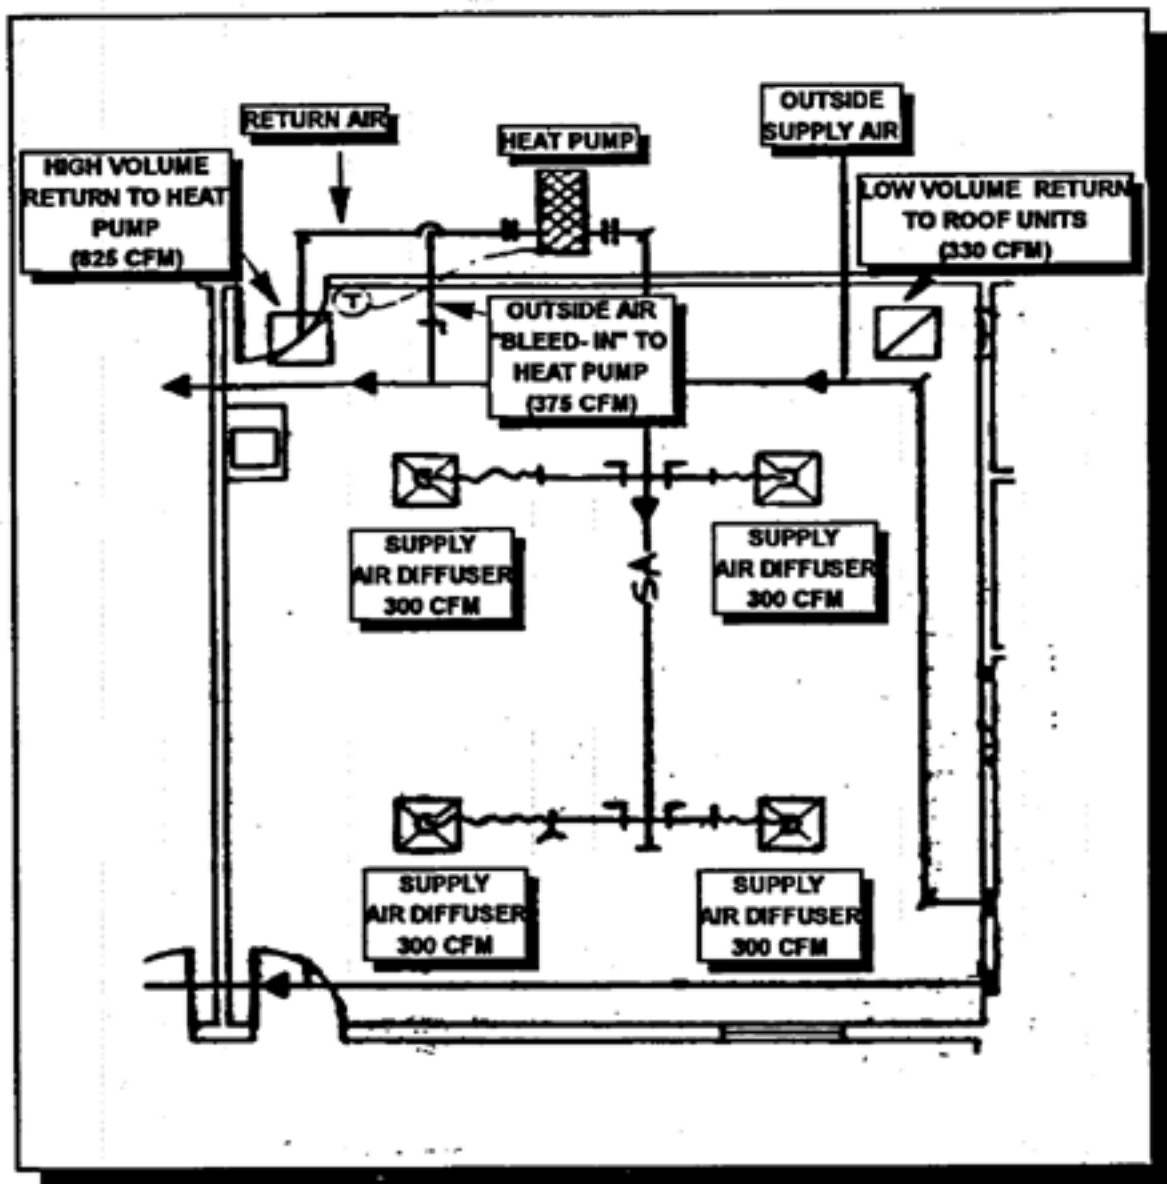 RETURN AIR
HEAT PUMP
OUTSIDE
SUPPLY AIR
HIGH VOLUME
RETURN TO HEAT
PUMP
(825 CFM)
LOW VOLUME RETURN
TO ROOF UNITS
(330 CFM)
T
OUTSIDE AIR
"BLEED- IN" TO
HEAT PUMP
(375 CFM)
SUPPLY
AIR DIFFUSER
300 CFM
SUPPLY
AIR DIFFUSER
300 CFM
SA
SUPPLY
AIR DIFFUSER
300 CFM
SUPPLY
AIR DIFFUSER
300 CFM